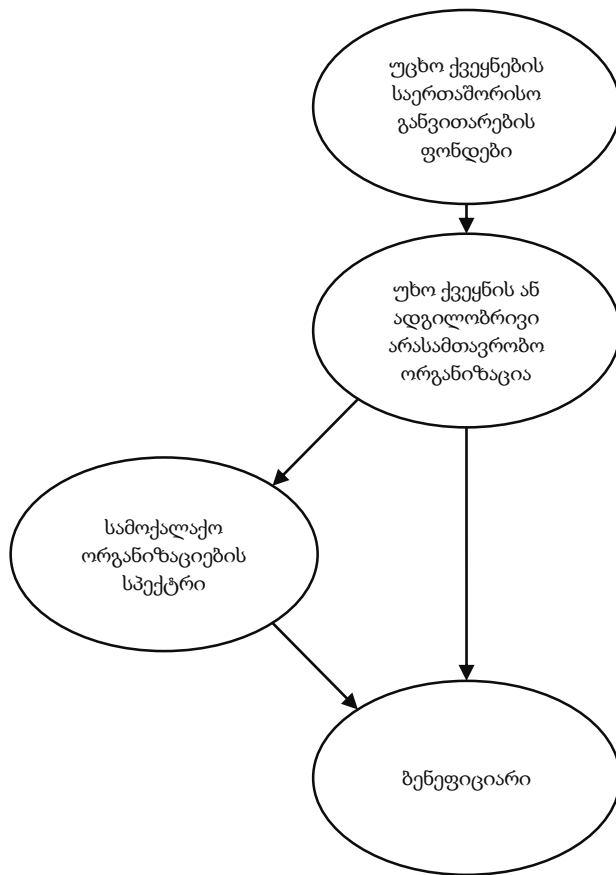 უცხო ქვეყნების
საერთაშორისო
განვითარების
ფონდები
უხო ქვეყნის ან
ადგილობრივი
არასამთავრობო
ორგანიზაცია
სამოქალაქო
ორგანიზაციების
სპექტრი
ბენეფიციარი